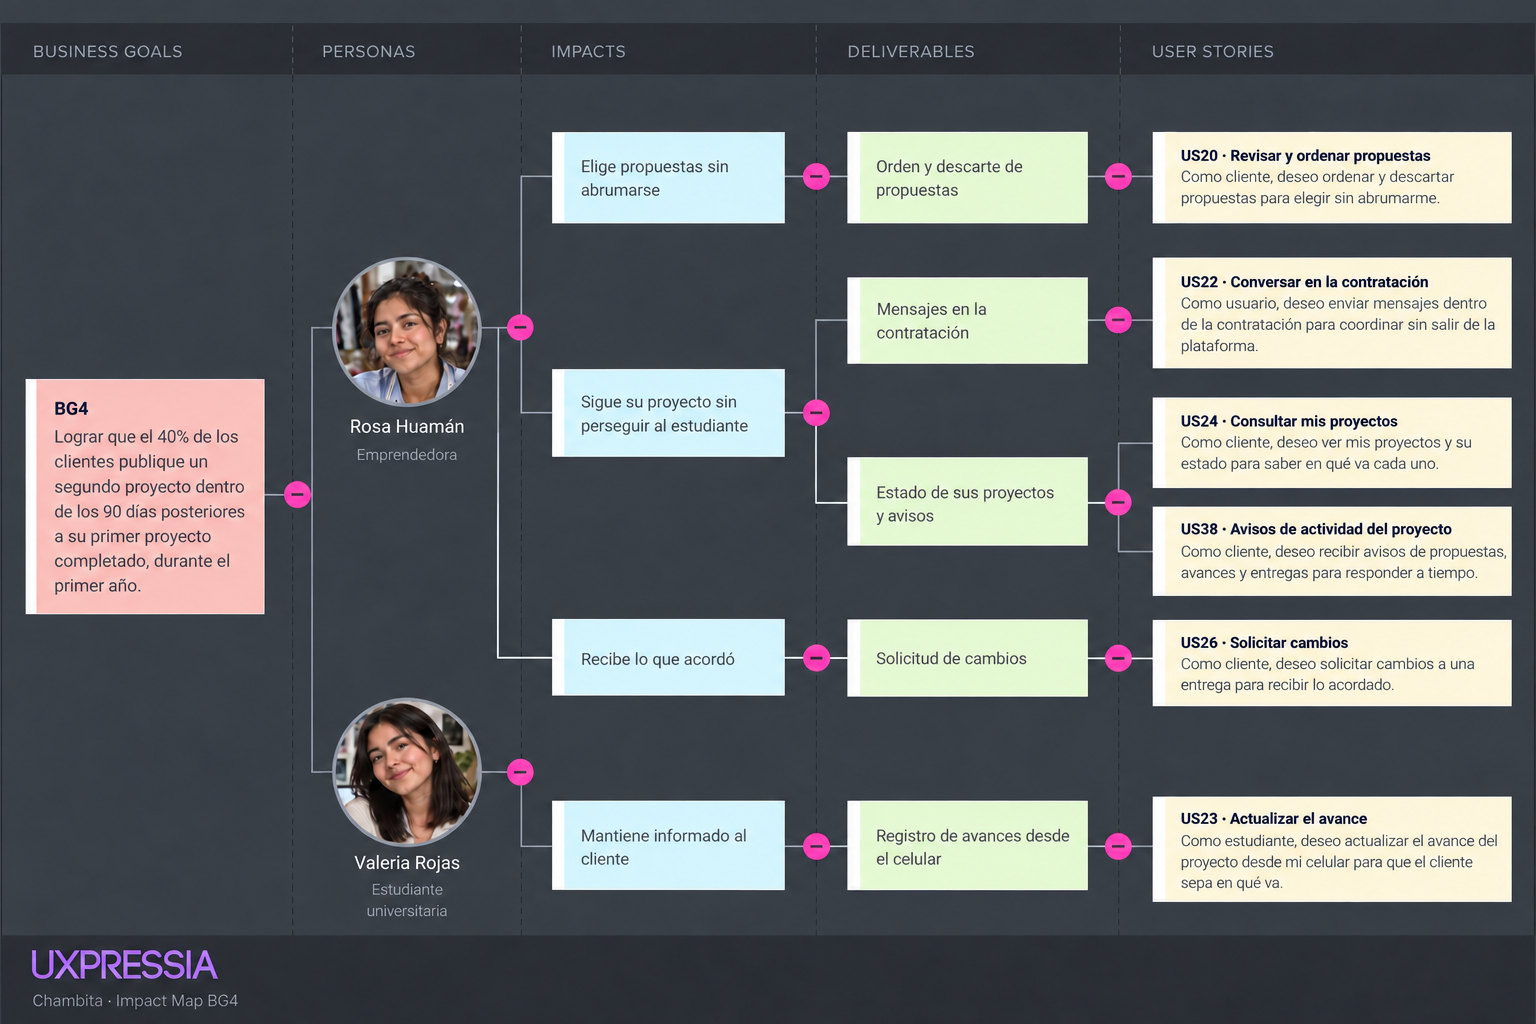 BUSINESS GOALS
PERSONAS
IMPACTS
DELIVERABLES
USER STORIES
BG4
Lograr que el 40% de los
clientes publique un
segundo proyecto dentro
de los 90 días posteriores
a su primer proyecto
completado, durante el
primer año.
Rosa Huamán
Emprendedora
Elige propuestas sin
abrumarse
Orden y descarte de
propuestas
US20 · Revisar y ordenar propuestas
Como cliente, deseo ordenar y descartar
propuestas para elegir sin abrumarme.
Sigue su proyecto sin
perseguir al estudiante
Mensajes en la
contratación
US22 · Conversar en la contratación
Como usuario, deseo enviar mensajes dentro
de la contratación para coordinar sin salir de la
plataforma.
Estado de sus proyectos
y avisos
US24 · Consultar mis proyectos
Como cliente, deseo ver mis proyectos y su
estado para saber en qué va cada uno.
US38 · Avisos de actividad del proyecto
Como cliente, deseo recibir avisos de propuestas,
avances y entregas para responder a tiempo.
Recibe lo que acordó
Solicitud de cambios
US26 · Solicitar cambios
Como cliente, deseo solicitar cambios a una
entrega para recibir lo acordado.
Valeria Rojas
Estudiante
universitaria
Mantiene informado al
cliente
Registro de avances desde
el celular
US23 · Actualizar el avance
Como estudiante, deseo actualizar el avance del
proyecto desde mi celular para que el cliente
sepa en qué va.
UXPRESSIA
Chambita · Impact Map BG4